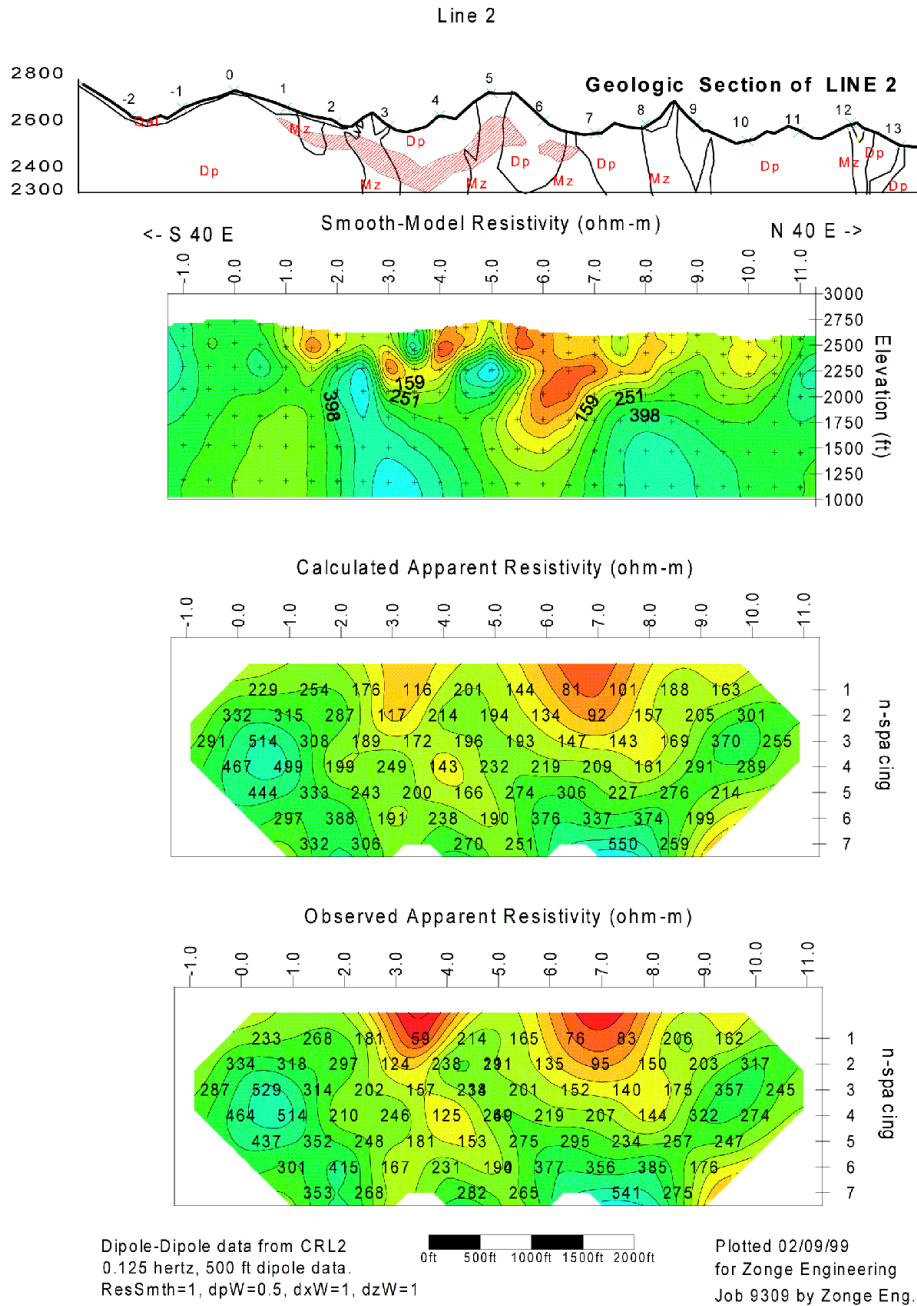 Line 2
Geologic Section of LINE 2
2800
2600
2400
2300
-2 -1 0 1 2 3 4 5 6 7 8 9 10 11 12 13
Mz Dp Mz Dp
Dp Dp Dp Dp
Mz Mz Mz Mz Dp
Smooth-Model Resistivity (ohm-m)
<- S 40 E N 40 E ->
-1.0 0.0 1.0 2.0 3.0 4.0 5.0 6.0 7.0 8.0 9.0 10.0 11.0
3000
2750
2500
2250
2000
1750
1500
1250
1000
Elevation (ft)
159
251
398
159
251
398
Calculated Apparent Resistivity (ohm-m)
-1.0 0.0 1.0 2.0 3.0 4.0 5.0 6.0 7.0 8.0 9.0 10.0 11.0
229 254 176 116 201 144 81 101 188 163 1
332 315 287 117 214 194 134 92 157 205 301 2
291 514 308 189 172 196 193 147 143 169 370 255 3
467 499 199 249 143 232 219 209 161 291 289 4
444 333 243 200 166 274 306 227 276 214 5
297 388 191 238 190 376 337 374 199 6
332 306 270 251 550 259 7
n-spacing
Observed Apparent Resistivity (ohm-m)
-1.0 0.0 1.0 2.0 3.0 4.0 5.0 6.0 7.0 8.0 9.0 10.0 11.0
233 268 181 59 214 165 76 83 206 162 1
334 318 297 124 238 135 95 150 203 317 2
287 529 314 202 157 201 152 140 175 357 245 3
464 514 210 246 125 219 207 144 322 274 4
437 352 248 181 153 275 295 234 257 247 5
301 415 167 231 377 356 385 176 6
353 268 282 265 541 275 7
n-spacing
Dipole-Dipole data from CRL2
0.125 hertz, 500 ft dipole data.
ResSmth=1, dpW=0.5, dxW=1, dzW=1
0ft 500ft 1000ft 1500ft 2000ft
Plotted 02/09/99
for Zonge Engineering
Job 9309 by Zonge Eng.